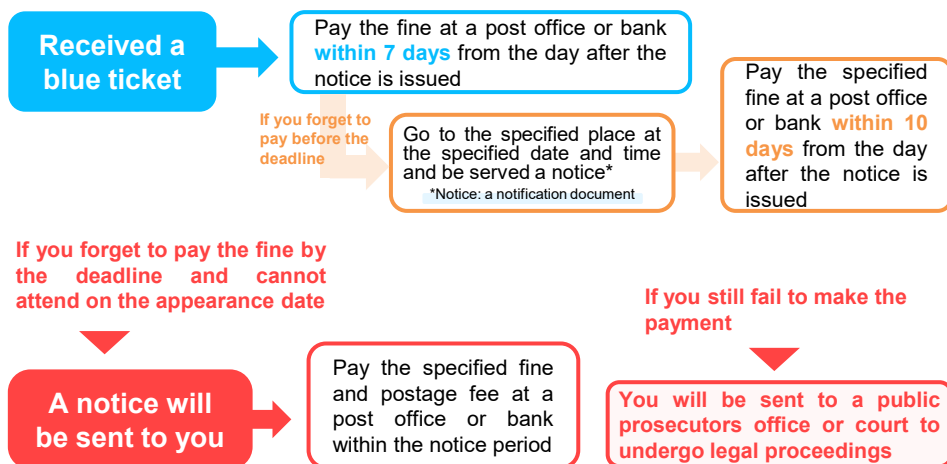 Received a
blue ticket
Pay the fine at a post office or bank
within 7 days from the day after the
notice is issued
If you forget to
pay before the
deadline
Go to the specified place at
the specified date and time
and be served a notice*
*Notice: a notification document
Pay the specified
fine at a post office
or bank within 10
days from the day
after the notice is
issued
If you forget to pay the fine by
the deadline and cannot
attend on the appearance date
A notice will
be sent to you
Pay the specified fine
and postage fee at a
post office or bank
within the notice period
If you still fail to make the
payment
You will be sent to a public
prosecutors office or court to
undergo legal proceedings